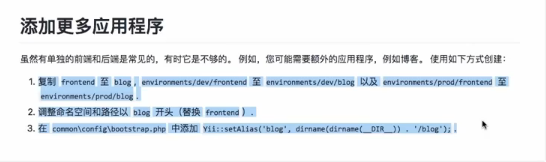 添加更多应用程序
虽然有单独的前端和后端是常见的，有时它是不够的。 例如，您可能需要额外的应用程序，例如博客。 使用如下方式创建：
1. 复制 frontend 至 blog, environments/dev/frontend 至 environments/dev/blog 以及 environments/prod/frontend 至
environments/prod/blog .
2. 调整命名空间和路径以 blog 开头（替换 frontend）.
3. 在 common\config\bootstrap.php 中添加 Yii::setAlias('blog', dirname(dirname(__DIR__)) . '/blog'); .